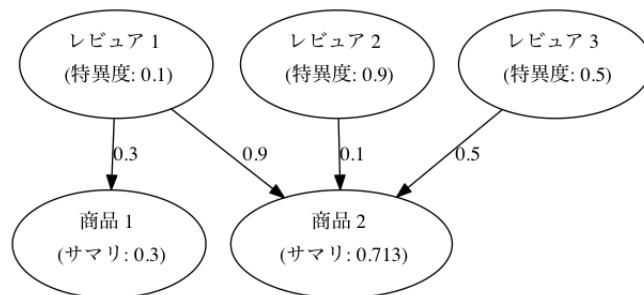 レビュア 1
(特異度: 0.1)
レビュア 2
(特異度: 0.9)
レビュア 3
(特異度: 0.5)
0.3
0.9
0.1
0.5
商品 1
(サマリ: 0.3)
商品 2
(サマリ: 0.713)